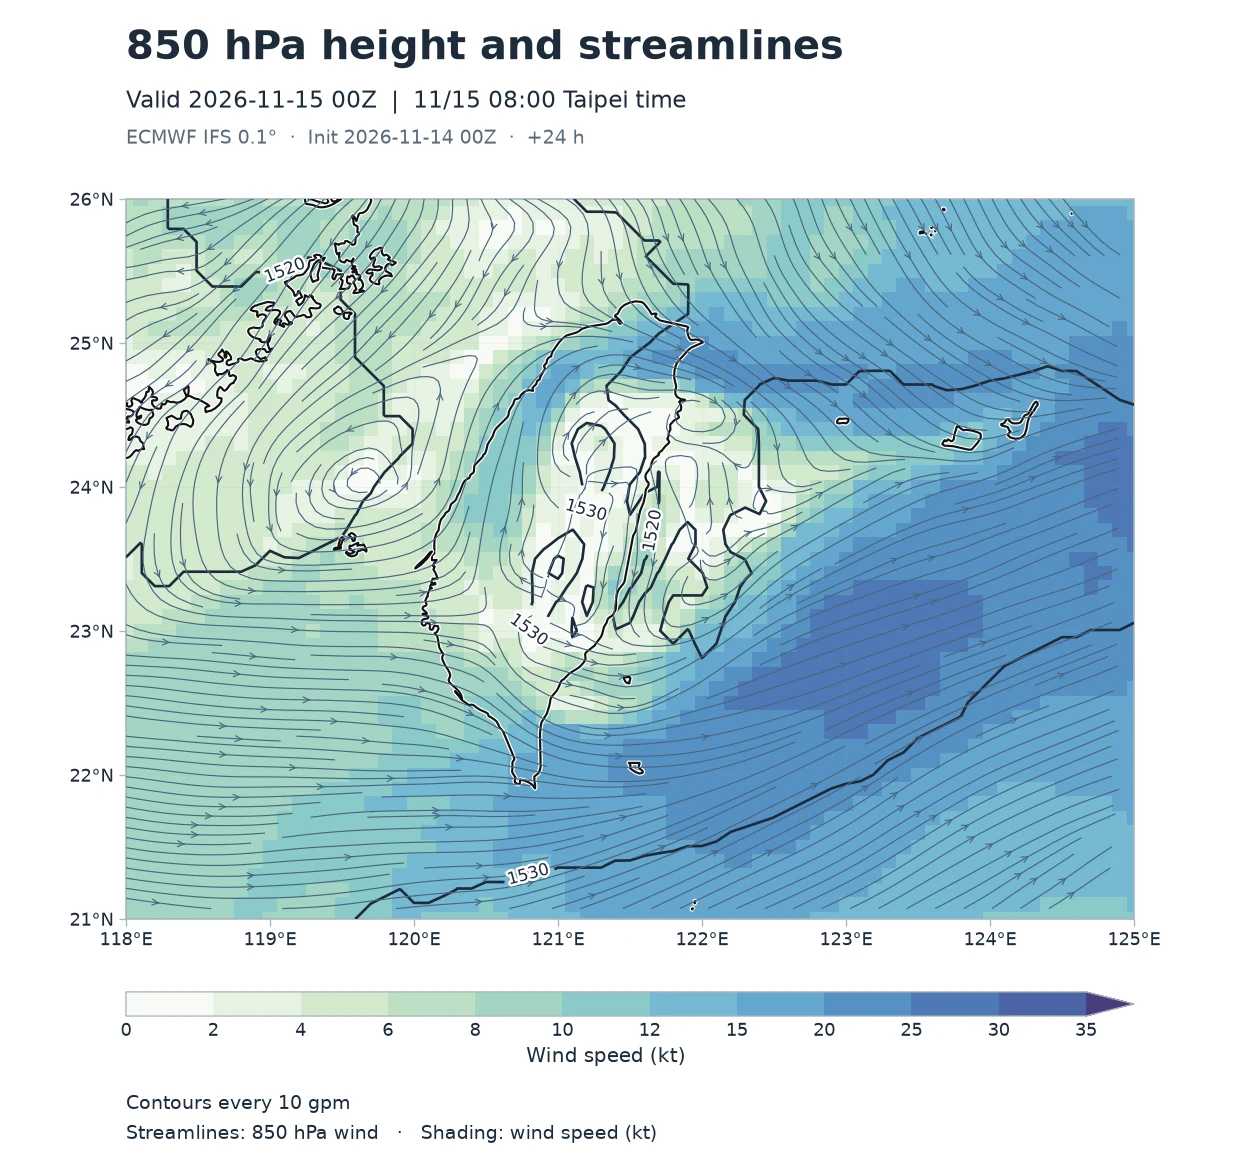 850 hPa height and streamlines
Valid 2026-11-15 00Z | 11/15 08:00 Taipei time
ECMWF IFS 0.1° · Init 2026-11-14 00Z · +24 h
26°N
1520
25°N
24°N
1530
1520
23°N
1530
22°N
1530
21°N
118°E 119°E 120°E 121°E 122°E 123°E 124°E 125°E
0 2 4 6 8 10 12 15 20 25 30 35
Wind speed (kt)
Contours every 10 gpm
Streamlines: 850 hPa wind · Shading: wind speed (kt)